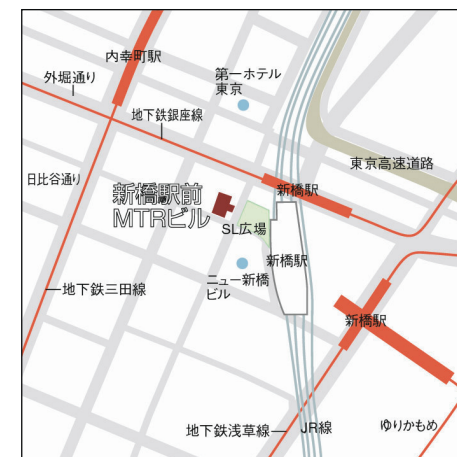 内幸町駅
外堀通り
第一ホテル
東京
地下鉄銀座線
東京高速道路
日比谷通り
新橋駅前
MTRビル
新橋駅
SL広場
新橋駅
ニュー新橋
ビル
地下鉄三田線
新橋駅
地下鉄浅草線
JR線
ゆりかもめ